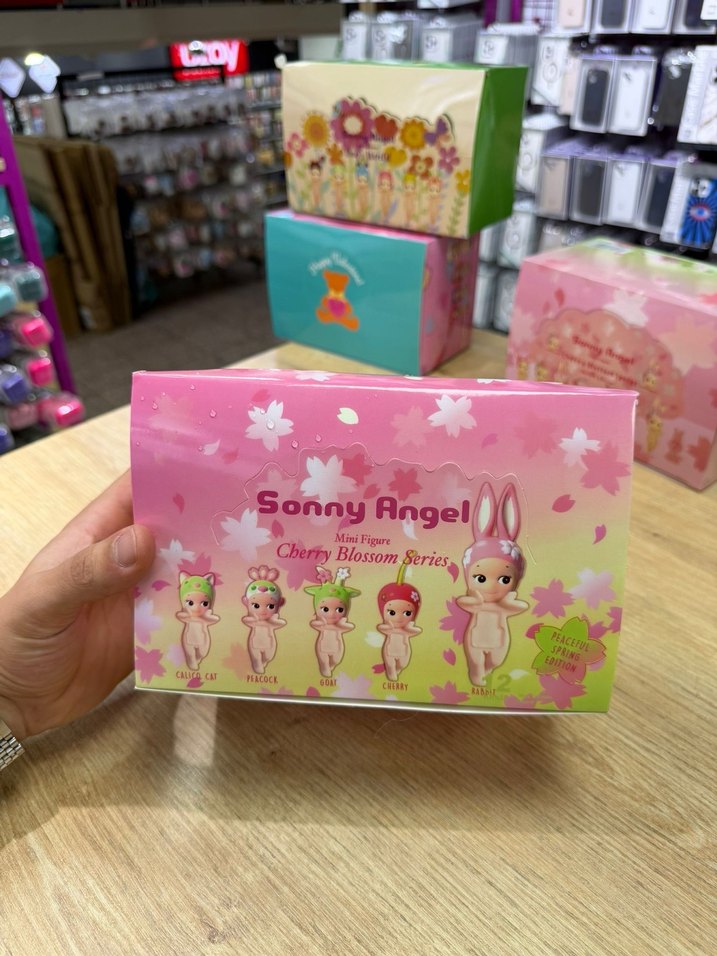 Sonny Angel
Mini Figure
Cherry Blossom Series
CALICO CAT
PEACOCK
GOAT
CHERRY
RABBIT
12
PEACEFUL
SPRING
EDITION
Sonny Angel
Happy